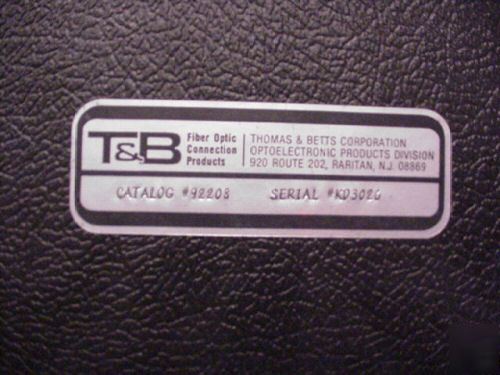 T&B
Fiber Optic
Connection
Products
THOMAS & BETTS CORPORATION
OPTOELECTRONIC PRODUCTS DIVISION
920 ROUTE 202, RARITAN, N.J. 08869
CATALOG #92208 SERIAL #KD3026